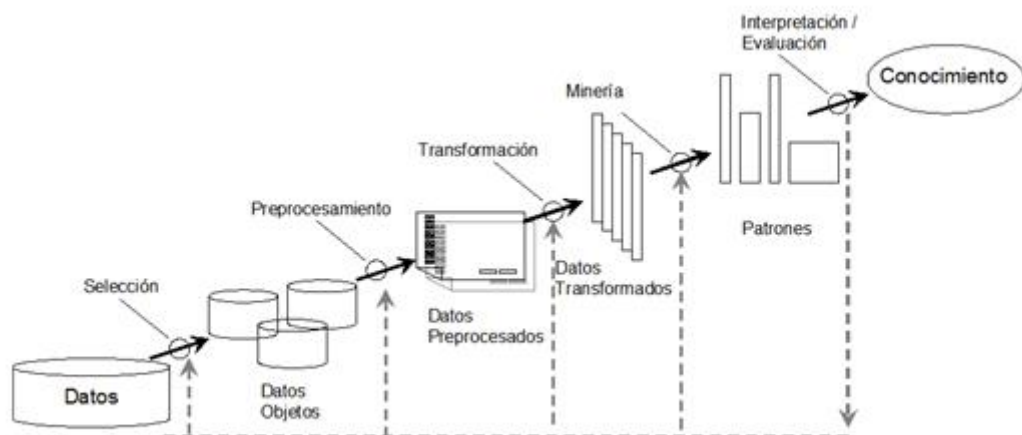 Interpretación /
Evaluación
Conocimiento
Minería
Transformación
Preprocesamiento
Patrones
Selección
Datos
Transformados
Datos
Preprocesados
Datos
Datos
Objetos